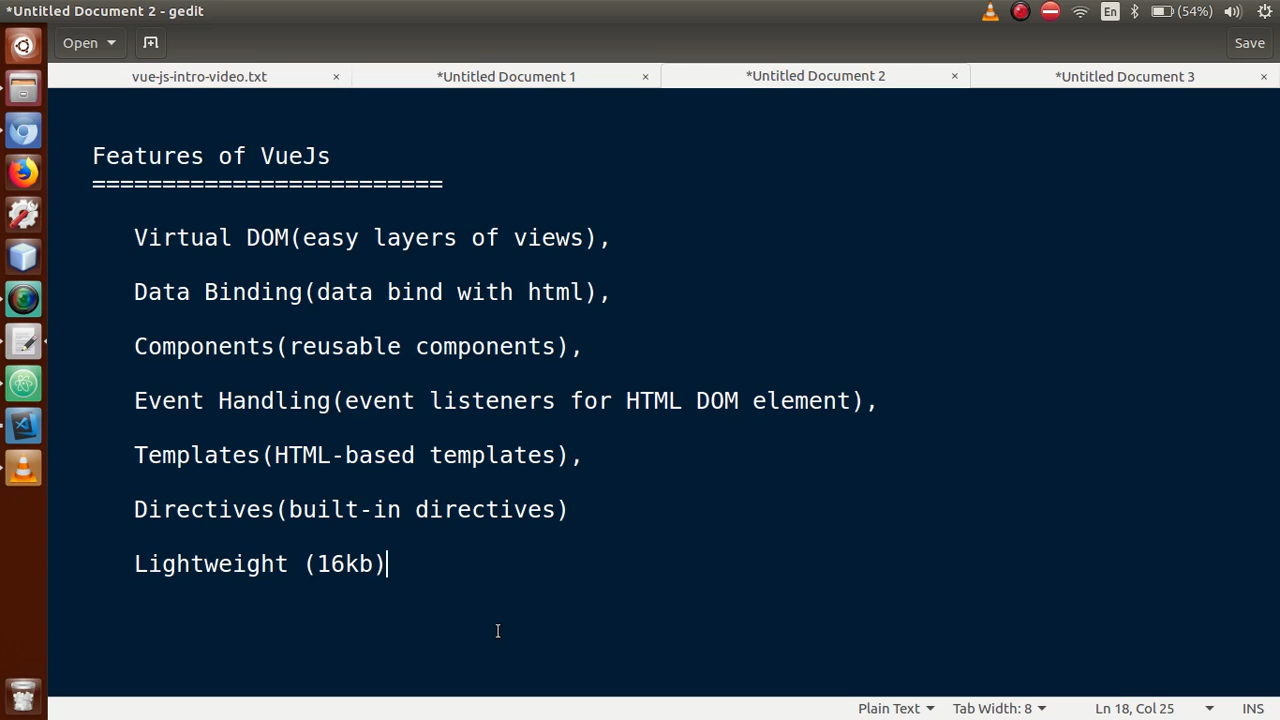 *Untitled Document 2 - gedit
En
(54%)
Open
Save
vue-js-intro-video.txt × *Untitled Document 1 × *Untitled Document 2 × *Untitled Document 3 ×
Features of VueJs
=========================
Virtual DOM(easy layers of views),
Data Binding(data bind with html),
Components(reusable components),
Event Handling(event listeners for HTML DOM element),
Templates(HTML-based templates),
Directives(built-in directives)
Lightweight (16kb)
Plain Text Tab Width: 8 Ln 18, Col 25 INS